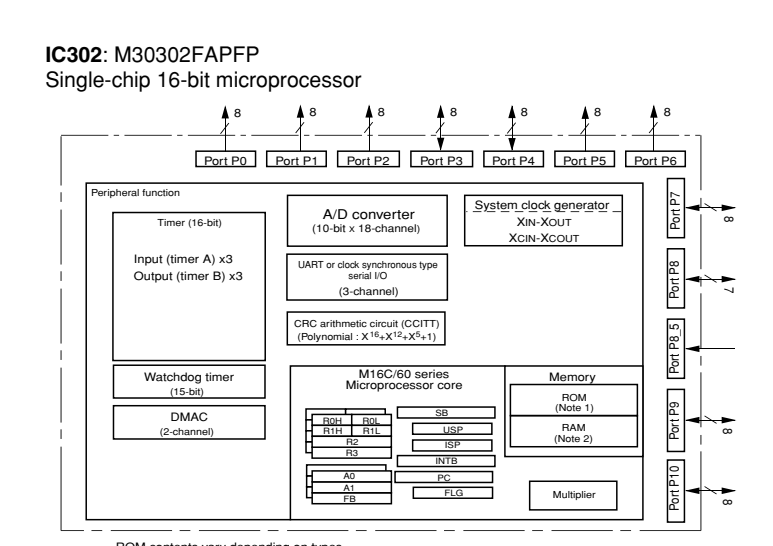 IC302: M30302FAPFP
Single-chip 16-bit microprocessor
8 8 8 8 8 8 8
Port P0 Port P1 Port P2 Port P3 Port P4 Port P5 Port P6
Peripheral function
Timer (16-bit)
Input (timer A) x3
Output (timer B) x3
A/D converter
(10-bit x 18-channel)
System clock generator
XIN-XOUT
XCIN-XCOUT
UART or clock synchronous type
serial I/O
(3-channel)
CRC arithmetic circuit (CCITT)
(Polynomial : X16+X12+X5+1)
Watchdog timer
(15-bit)
DMAC
(2-channel)
M16C/60 series
Microprocessor core
R0H R0L
R1H R1L
R2
R3
A0
A1
FB
SB
USP
ISP
INTB
PC
FLG
Memory
ROM
(Note 1)
RAM
(Note 2)
Multiplier
Port P7
8
Port P8
7
Port P8_5
Port P9
8
Port P10
8
ROM contents vary depending on types